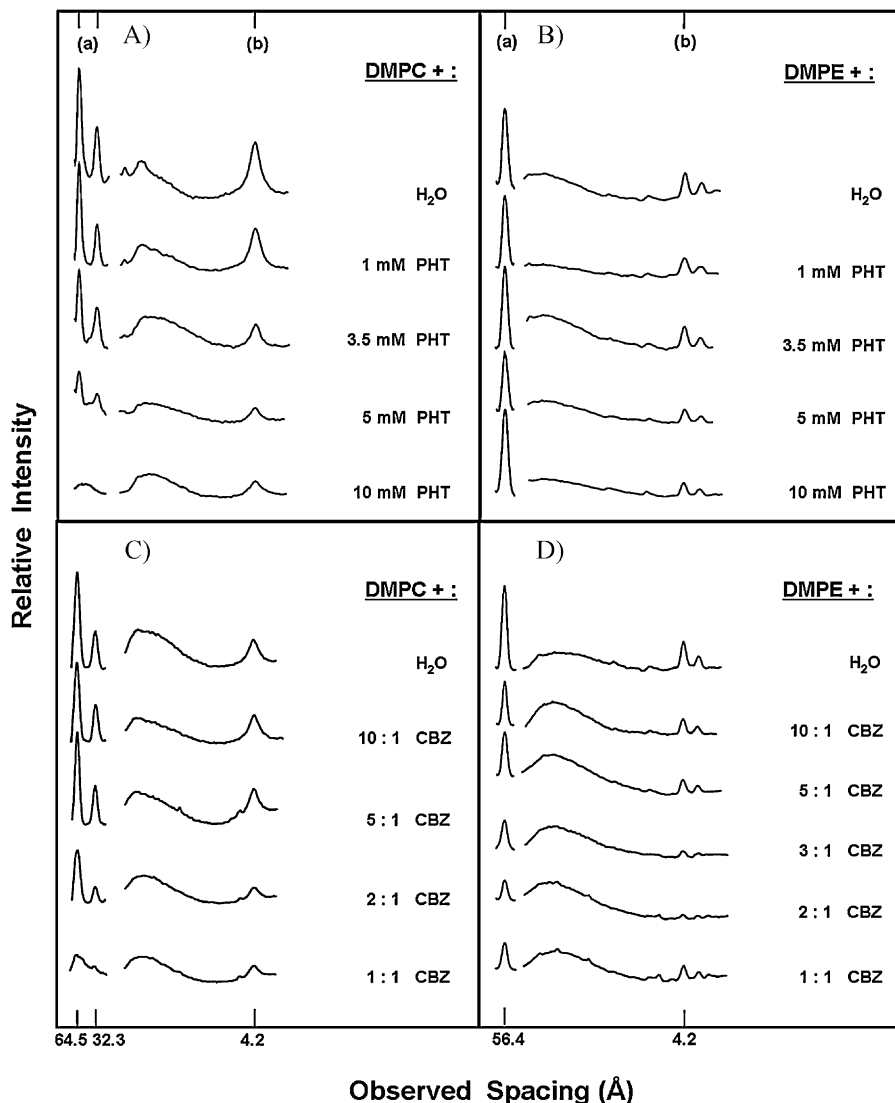 A)
(a)
(b)
DMPC + :
H₂O
1 mM PHT
3.5 mM PHT
5 mM PHT
10 mM PHT
B)
(a)
(b)
DMPE + :
H₂O
1 mM PHT
3.5 mM PHT
5 mM PHT
10 mM PHT
Relative Intensity
C)
DMPC + :
H₂O
10 : 1 CBZ
5 : 1 CBZ
2 : 1 CBZ
1 : 1 CBZ
D)
DMPE + :
H₂O
10 : 1 CBZ
5 : 1 CBZ
3 : 1 CBZ
2 : 1 CBZ
1 : 1 CBZ
64.5 32.3 4.2 56.4 4.2
Observed Spacing (Å)